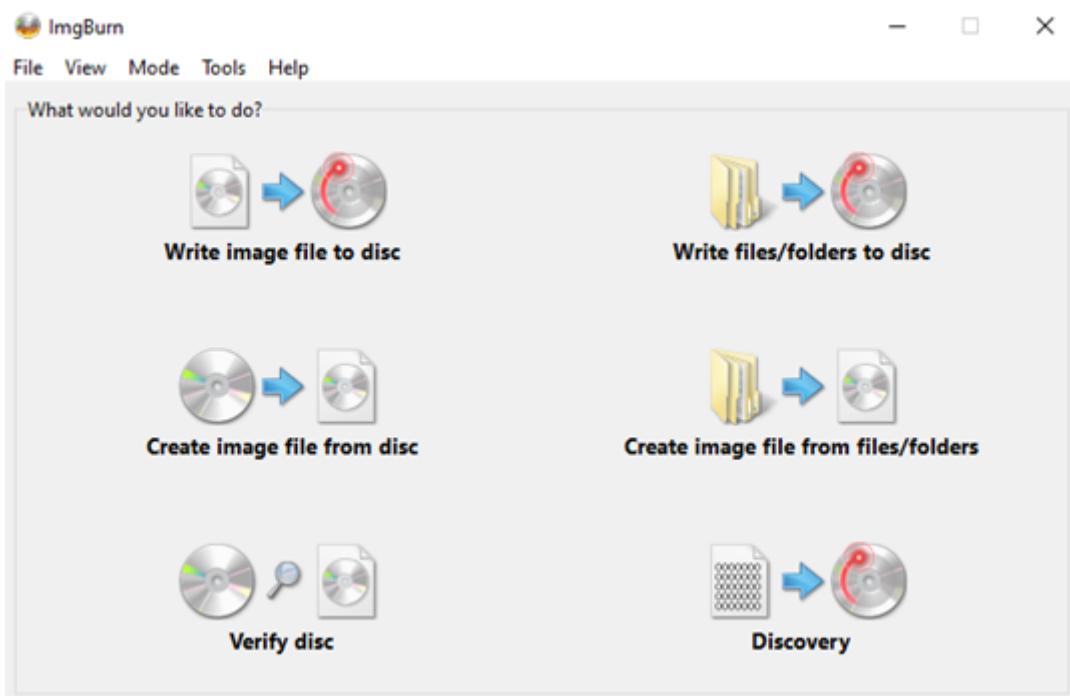 ImgBurn
File View Mode Tools Help
What would you like to do?
Write image file to disc
Write files/folders to disc
Create image file from disc
Create image file from files/folders
Verify disc
Discovery